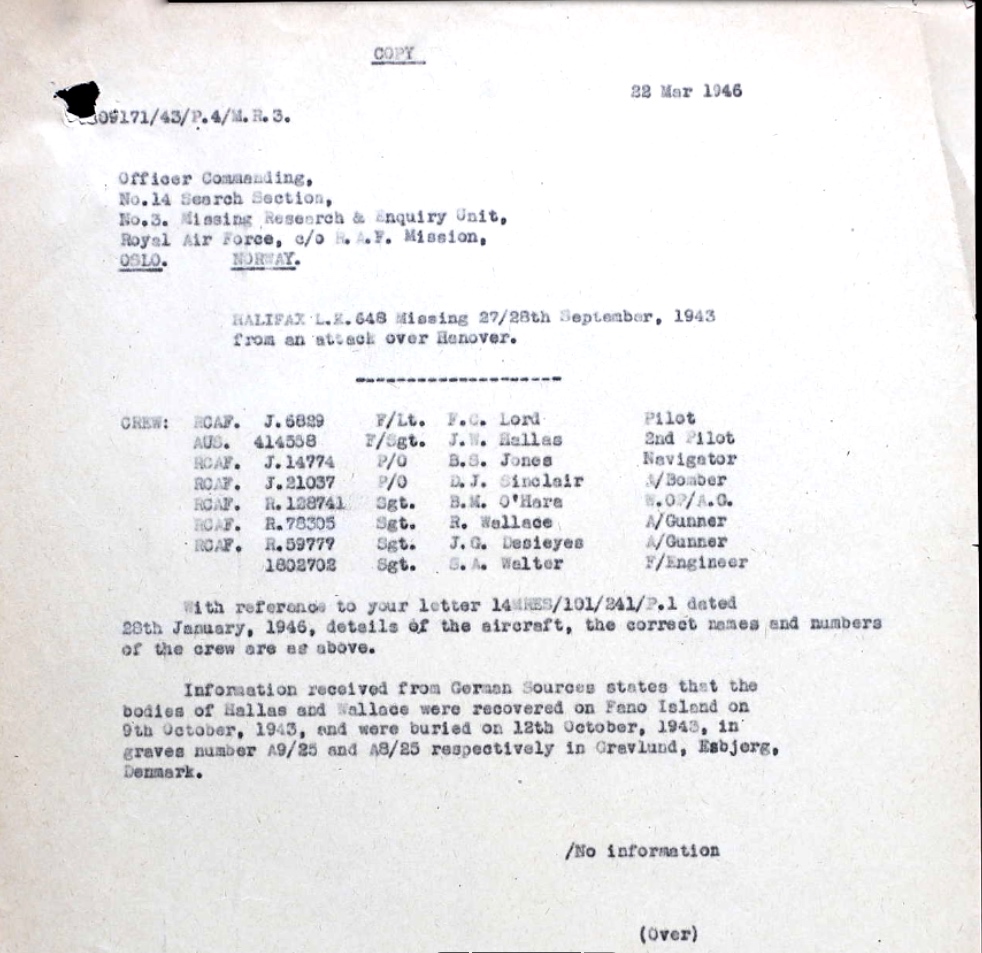 COPY
22 Mar 1946
09171/43/P.4/M.R.3.
Officer Commanding,
No.14 Search Section,
No.3. Missing Research & Enquiry Unit,
Royal Air Force, c/o R.A.F. Mission,
OSLO. NORWAY.
HALIFAX L.K.648 Missing 27/28th September, 1943
from an attack over Hanover.
--------------------
CREW: RCAF. J.6829 F/Lt. F.C. Lord Pilot
AUS. 414558 F/Sgt. J.W. Hallas 2nd Pilot
RCAF. J.14774 P/O B.S. Jones Navigator
RCAF. J.21037 P/O D.J. Sinclair A/Bomber
RCAF. R.128741 Sgt. B.M. O'Hara W.OP/A.G.
RCAF. R.78305 Sgt. R. Wallace A/Gunner
RCAF. R.59777 Sgt. J.G. Desieyes A/Gunner
1802702 Sgt. S.A. Walter F/Engineer
With reference to your letter 14MRES/101/241/P.1 dated
28th January, 1946, details of the aircraft, the correct names and numbers
of the crew are as above.
Information received from German Sources states that the
bodies of Hallas and Wallace were recovered on Fano Island on
9th October, 1943, and were buried on 12th October, 1943, in
graves number A9/25 and A8/25 respectively in Gravlund, Esbjerg,
Denmark.
/No information
(Over)